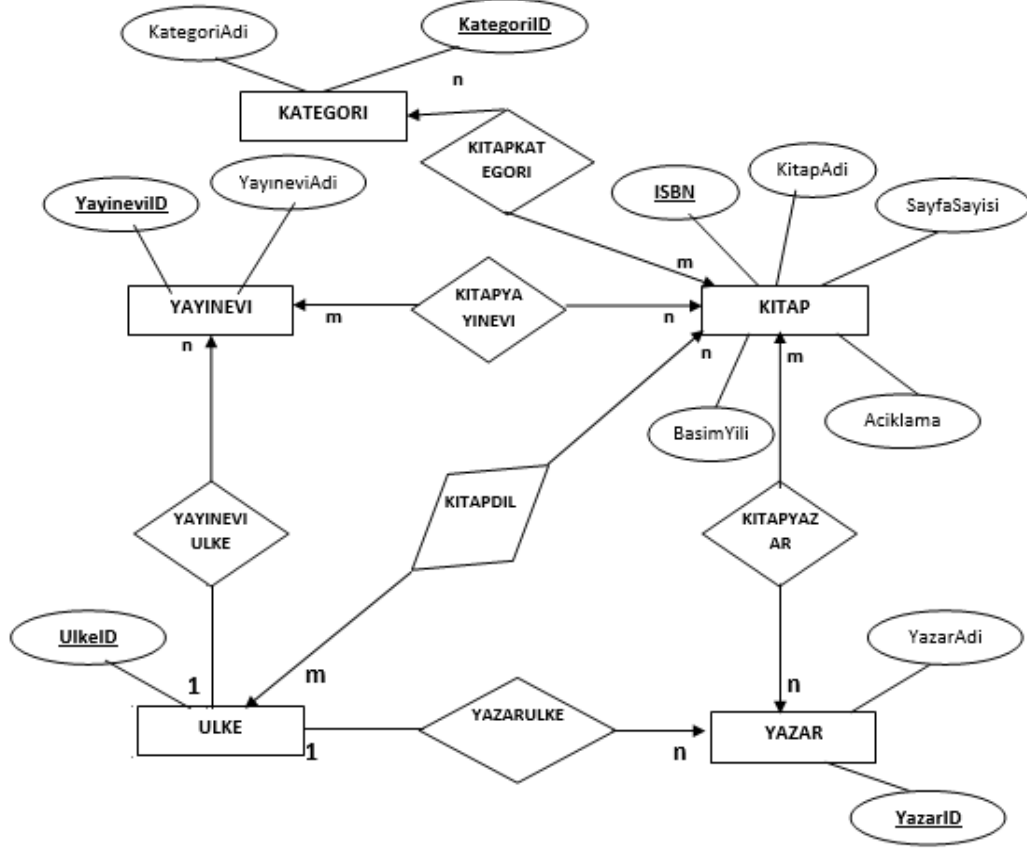 KategoriAdi
KategoriID
n
KATEGORI
KITAPKAT
EGORI
YayıneviAdi
YayineviID
KitapAdi
ISBN
SayfaSayisi
m
YAYINEVI
KITAPYA
YINEVI
KITAP
m
n
n
n
m
BasimYili
Aciklama
KITAPDIL
YAYINEVI
ULKE
KITAPYAZ
AR
UlkeID
YazarAdi
m
1
n
ULKE
YAZARULKE
YAZAR
1
n
YazarID